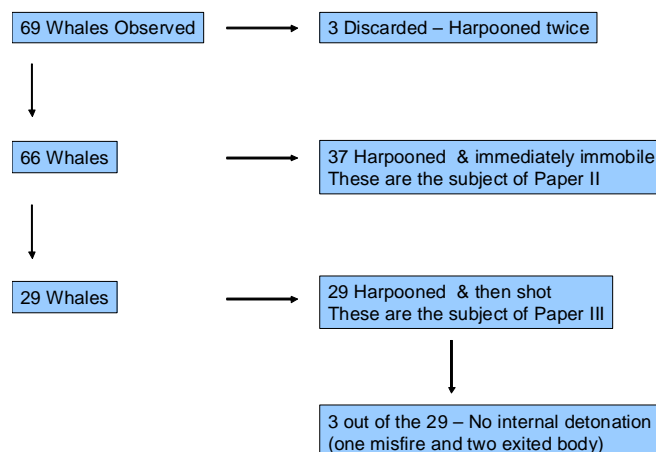 69 Whales Observed
3 Discarded – Harpooned twice
66 Whales
37 Harpooned & immediately immobile
These are the subject of Paper II
29 Whales
29 Harpooned & then shot
These are the subject of Paper III
3 out of the 29 – No internal detonation
(one misfire and two exited body)